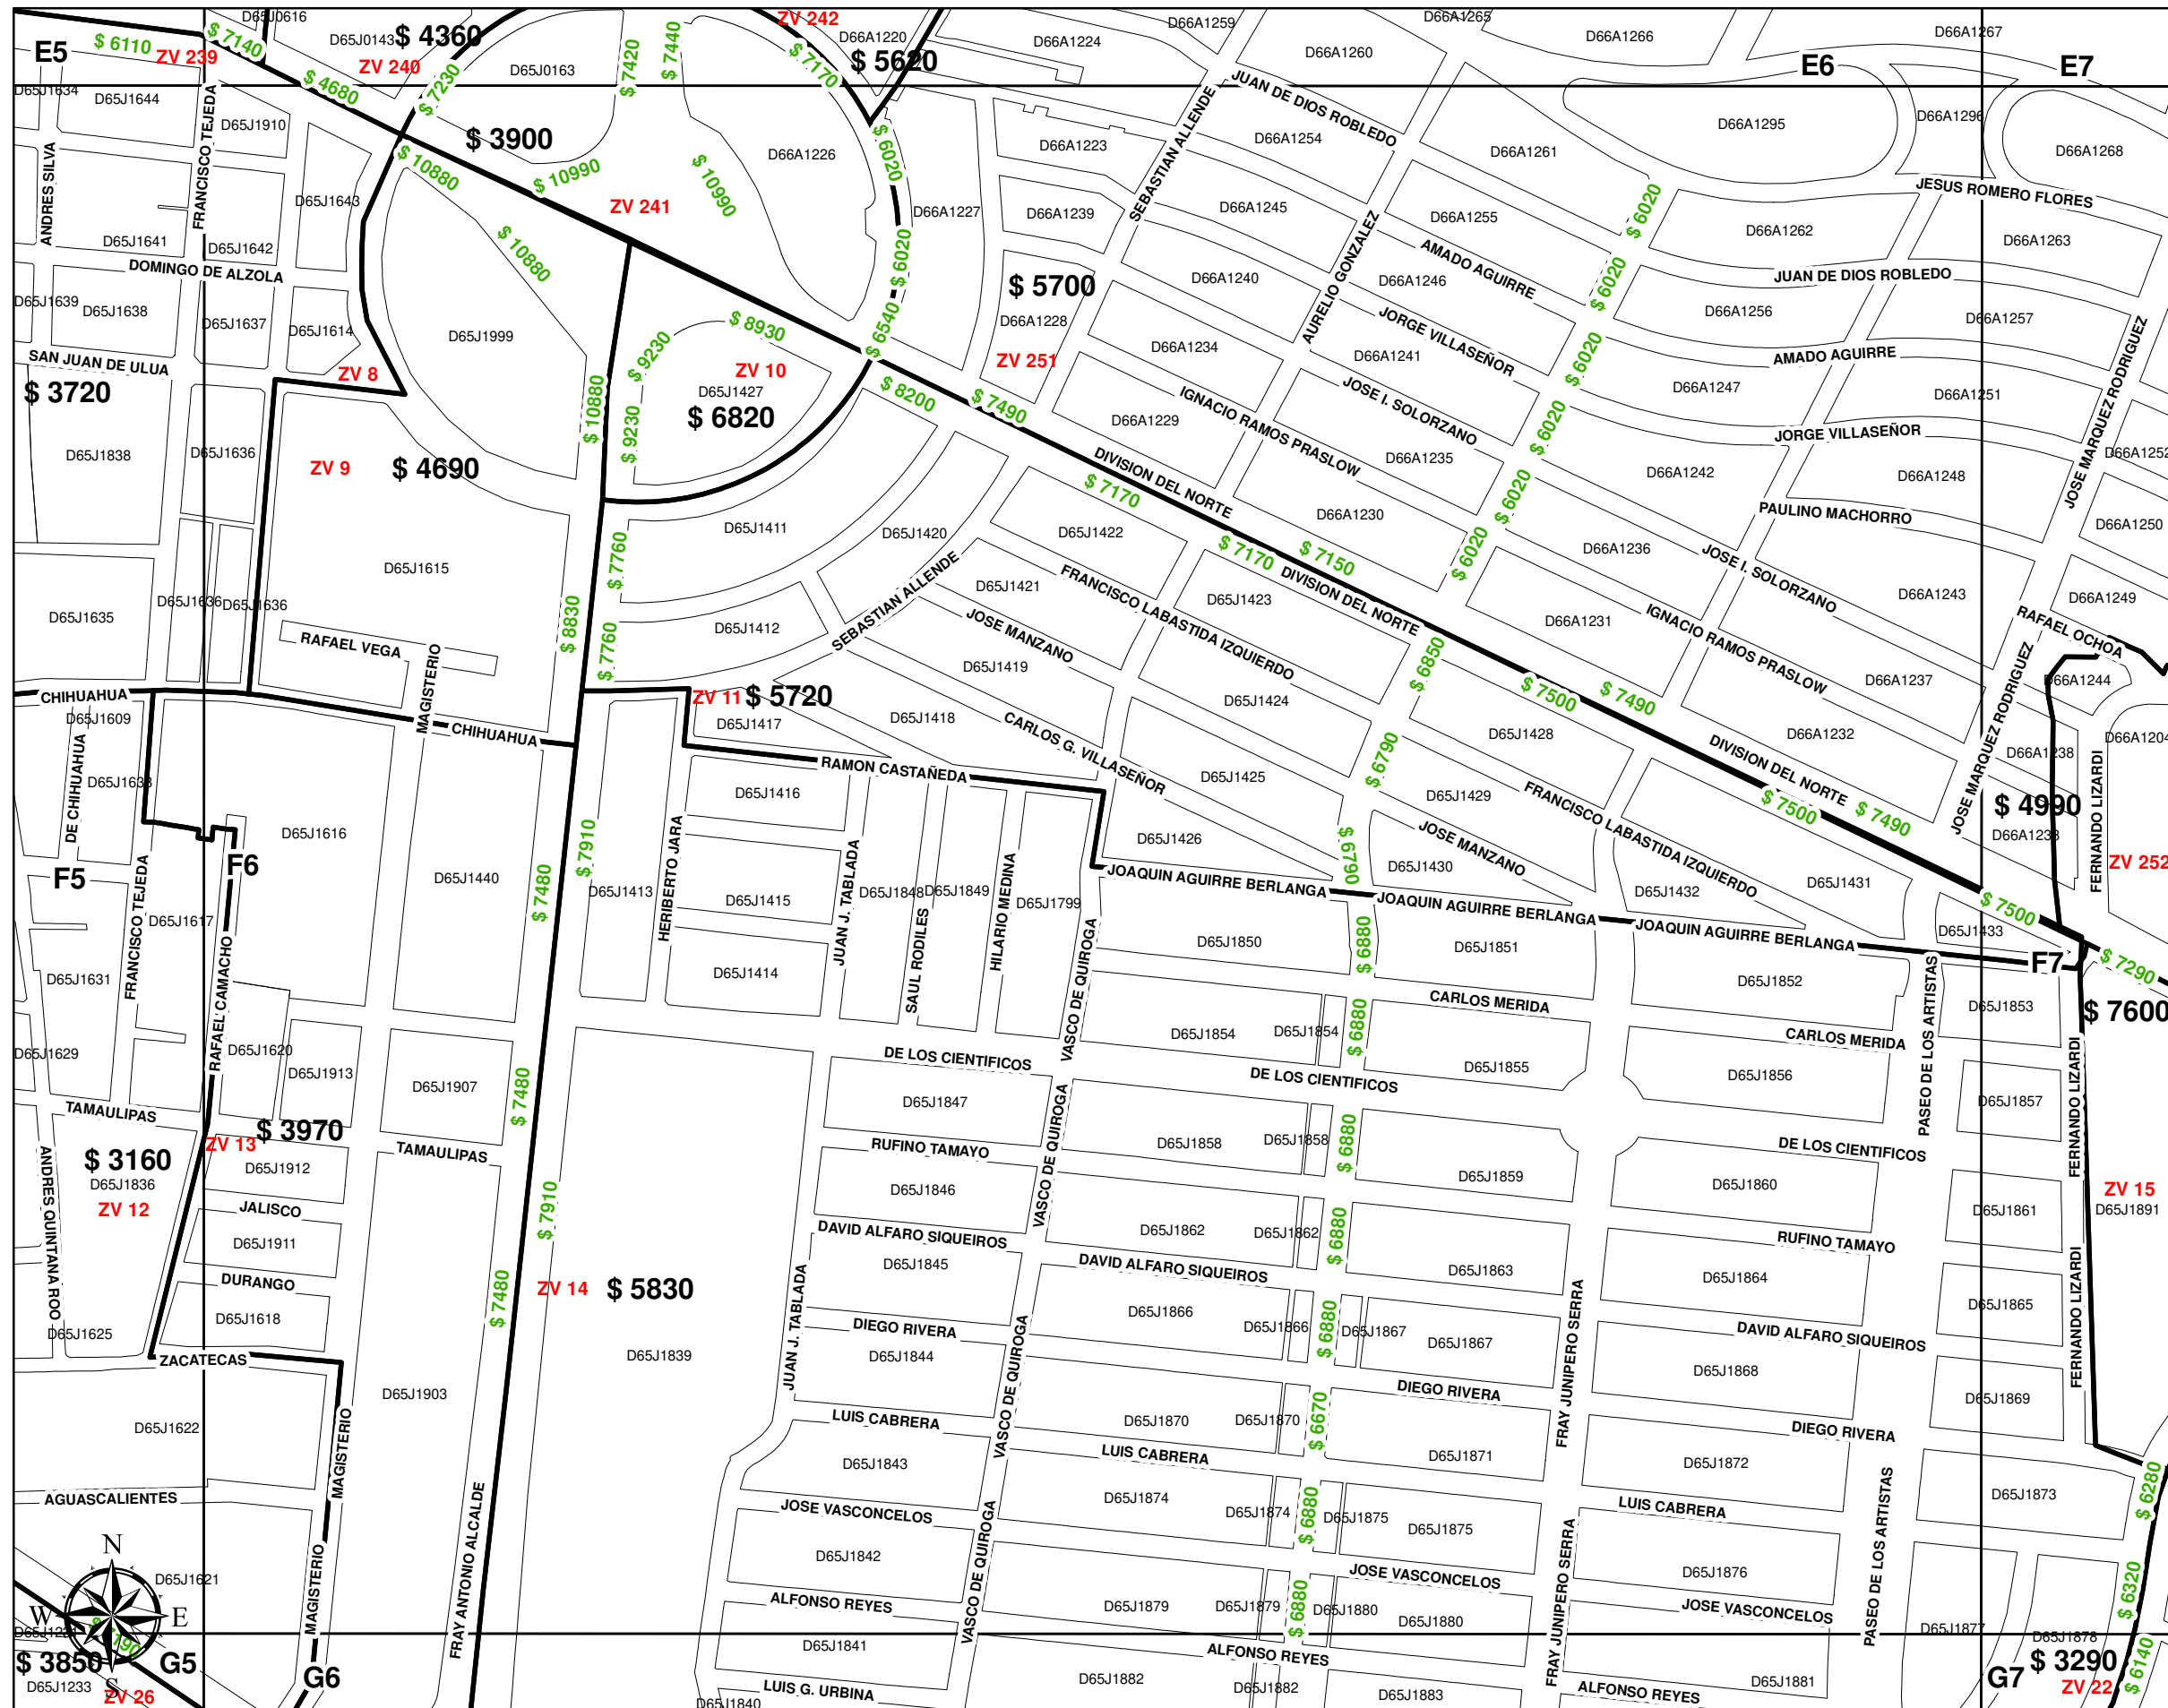 D65J0616
$ 7140
D65J0143
$ 4360
ZV 242
D66A1220
$ 5620
D66A1224
D66A1259
D66A1260
D66A1265
D66A1266
D66A1267
E5
$ 6110
ZV 239
ZV 240
$ 4680
$ 7230
D65J0163
$ 7420
$ 7440
$ 7170
E6
E7
D65J1634
D65J1644
D65J1910
FRANCISCO TEJEDA
ANDRES SILVA
$ 3900
$ 10880
$ 10990
$ 10990
D66A1226
$ 6020
D66A1223
SEBASTIAN ALLENDE
JUAN DE DIOS ROBLEDO
D66A1254
D66A1261
D66A1295
D66A1296
D66A1268
JESUS ROMERO FLORES
D65J1643
ZV 241
D66A1227
D66A1239
D66A1245
D66A1255
$ 6020
D66A1262
D66A1263
D65J1641
D65J1642
DOMINGO DE ALZOLA
$ 10880
$ 6020
$ 5700
D66A1240
AURELIO GONZALEZ
D66A1246
AMADO AGUIRRE
$ 6020
JUAN DE DIOS ROBLEDO
D65J1639
D65J1638
D65J1637
D65J1614
D65J1999
$ 9230
$ 8930
$ 6540
D66A1228
D66A1234
JORGE VILLASEÑOR
D66A1241
$ 6020
D66A1256
D66A1257
AMADO AGUIRRE
JOSE MARQUEZ RODRIGUEZ
SAN JUAN DE ULUA
ZV 8
$ 3720
ZV 10
D65J1427
$ 6820
ZV 251
$ 8200
$ 7490
IGNACIO RAMOS PRASLOW
JOSE I. SOLORZANO
D66A1247
D66A1251
$ 10880
$ 9230
D66A1229
$ 6020
JORGE VILLASEÑOR
D65J1838
D65J1636
ZV 9
$ 4690
DIVISION DEL NORTE
D66A1235
D66A1242
D66A1248
D66A1252
$ 7170
D66A1230
$ 6020
PAULINO MACHORRO
D66A1250
D65J1411
D65J1420
D65J1422
$ 7170
$ 7150
$ 6020
D66A1236
JOSE I. SOLORZANO
D65J1615
$ 7760
SEBASTIAN ALLENDE
D65J1421
FRANCISCO LABASTIDA IZQUIERDO
D65J1423
DIVISION DEL NORTE
D66A1243
D66A1249
D65J1635
D65J1636
D65J1636
$ 8830
$ 7760
D65J1412
JOSE MANZANO
D66A1231
IGNACIO RAMOS PRASLOW
RAFAEL OCHOA
RAFAEL VEGA
MAGISTERIO
D65J1419
$ 6850
D66A1237
D66A1244
CHIHUAHUA
D65J1609
ZV 11
$ 5720
D65J1417
D65J1418
CARLOS G. VILLASEÑOR
D65J1424
$ 7500
$ 7490
D65J1428
D66A1232
JOSE MARQUEZ RODRIGUEZ
CHIHUAHUA
DE CHIHUAHUA
RAMON CASTAÑEDA
D65J1425
$ 6790
DIVISION DEL NORTE
D66A1238
D66A1204
D65J1416
D65J1429
FRANCISCO LABASTIDA IZQUIERDO
$ 7500
$ 7490
$ 4990
FERNANDO LIZARDI
D65J1616
$ 7910
HERIBERTO JARA
D65J1426
$ 6790
JOSE MANZANO
ZV 252
F5
F6
D65J1440
$ 7480
D65J1413
D65J1415
JUAN J. TABLADA
D65J1848
D65J1849
HILARIO MEDINA
D65J1799
JOAQUIN AGUIRRE BERLANGA
D65J1430
D65J1432
D65J1431
FRANCISCO TEJEDA
D65J1617
SAUL RODILES
VASCO DE QUIROGA
JOAQUIN AGUIRRE BERLANGA
$ 7500
D65J1433
RAFAEL CAMACHO
D65J1631
D65J1414
D65J1850
$ 6880
D65J1851
JOAQUIN AGUIRRE BERLANGA
D65J1852
F7
$ 7290
PASEO DE LOS ARTISTAS
CARLOS MERIDA
D65J1853
$ 7600
D65J1629
D65J1620
D65J1913
D65J1907
$ 7480
DE LOS CIENTIFICOS
D65J1854
D65J1854
$ 6880
D65J1855
CARLOS MERIDA
D65J1856
FERNANDO LIZARDI
DE LOS CIENTIFICOS
TAMAULIPAS
ZV 13
$ 3970
D65J1847
D65J1857
$ 3160
D65J1836
ZV 12
D65J1912
TAMAULIPAS
RUFINO TAMAYO
VASCO DE QUIROGA
D65J1858
D65J1858
$ 6880
D65J1859
DE LOS CIENTIFICOS
D65J1860
ZV 15
D65J1891
ANDRES QUINTANA ROO
JALISCO
$ 7910
D65J1846
D65J1861
D65J1911
DAVID ALFARO SIQUEIROS
D65J1862
D65J1862
$ 6880
RUFINO TAMAYO
DURANGO
$ 7480
ZV 14
$ 5830
D65J1845
DAVID ALFARO SIQUEIROS
D65J1863
D65J1864
FERNANDO LIZARDI
D65J1625
D65J1618
JUAN J. TABLADA
DIEGO RIVERA
D65J1866
D65J1866
$ 6880
D65J1867
D65J1867
FRAY JUNIPERO SERRA
DAVID ALFARO SIQUEIROS
D65J1865
ZACATECAS
D65J1839
D65J1844
VASCO DE QUIROGA
D65J1868
D65J1903
DIEGO RIVERA
D65J1869
D65J1622
LUIS CABRERA
D65J1870
D65J1870
$ 6670
DIEGO RIVERA
MAGISTERIO
D65J1843
LUIS CABRERA
D65J1871
D65J1872
AGUASCALIENTES
FRAY ANTONIO ALCALDE
JOSE VASCONCELOS
D65J1874
D65J1874
$ 6880
D65J1875
D65J1875
LUIS CABRERA
PASEO DE LOS ARTISTAS
D65J1873
$ 6280
N
W
E
S
D65J1621
MAGISTERIO
D65J1842
VASCO DE QUIROGA
JOSE VASCONCELOS
FRAY JUNIPERO SERRA
D65J1876
$ 6320
ALFONSO REYES
D65J1879
D65J1879
$ 6880
D65J1880
D65J1880
JOSE VASCONCELOS
D65J1841
ALFONSO REYES
D65J1877
D65J1878
$ 3850
G5
G6
D65J1233
ZV 26
LUIS G. URBINA
D65J1840
D65J1882
D65J1882
D65J1883
ALFONSO REYES
D65J1881
G7
$ 3290
ZV 22
$ 6140